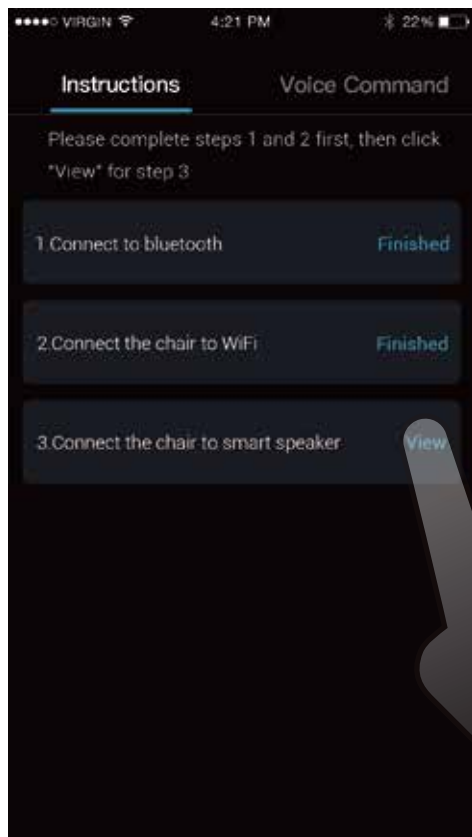 VIRGIN 4:21 PM 22%
Instructions Voice Command
Please complete steps 1 and 2 first, then click
"View" for step 3
1.Connect to bluetooth Finished
2.Connect the chair to WiFi Finished
3.Connect the chair to smart speaker View